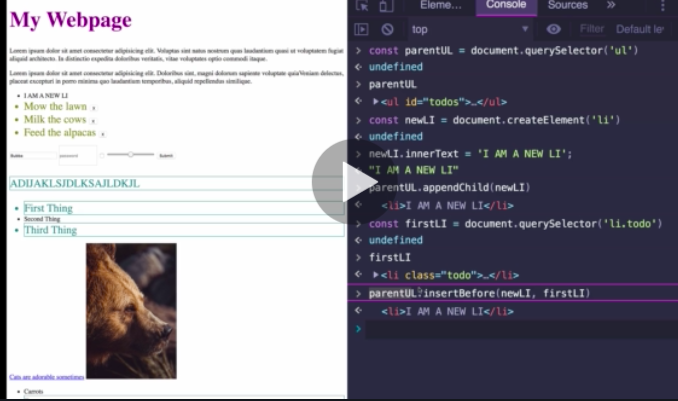 My Webpage
Lorem ipsum dolor sit amet consectetur adipisicing elit. Voluptas sint natus nostrum quas laudantium quasi ut voluptatem fugiat
aliquid architecto. In distinctio expedita doloribus veritatis, vitae voluptates optio commodi itaque.
Lorem ipsum dolor sit amet consectetur adipisicing elit. Doloribus sint, magni dolorum sapiente voluptate quia!Veniam delectus,
placeat excepturi in porro minima quo laudantium temporibus, aliquid repellendus similique.
I AM A NEW LI
Mow the lawn x
Milk the cows x
Feed the alpacas x
password
Submit
ADIJAKLSJDLKSAJLDKJL
First Thing
Second Thing
Third Thing
Cats are adorable sometimes
Carrots
Eleme… Console Sources »
top Filter Default le
> const parentUL = document.querySelector('ul')
undefined
> parentUL
<ul id="todos">…</ul>
> const newLI = document.createElement('li')
undefined
> newLI.innerText = 'I AM A NEW LI';
"I AM A NEW LI"
parentUL.appendChild(newLI)
<li>I AM A NEW LI</li>
> const firstLI = document.querySelector('li.todo')
undefined
> firstLI
<li class="todo">…</li>
> parentUL.insertBefore(newLI, firstLI)
<li>I AM A NEW LI</li>
>